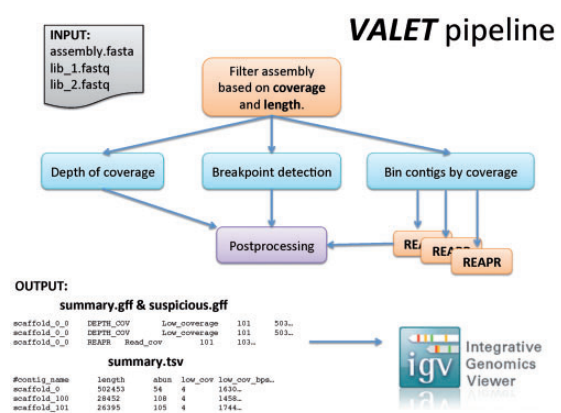 VALET pipeline
INPUT:
assembly.fasta
lib_1.fastq
lib_2.fastq
Filter assembly
based on coverage
and length.
Depth of coverage
Breakpoint detection
Bin contigs by coverage
Postprocessing
REAPR
OUTPUT:
summary.gff & suspicious.gff
scaffold_0_0 DEPTH_COV Low_coverage 101 503…
scaffold_0_0 DEPTH_COV Low_coverage 101 503…
scaffold_0_0 REAPR Read_cov 101 103…
summary.tsv
#contig_name length abun low_cov low_cov_bps…
scaffold_0 502453 54 4 1630…
scaffold_100 28452 108 4 1458…
scaffold_101 26395 105 4 1744…
igv
Integrative
Genomics
Viewer